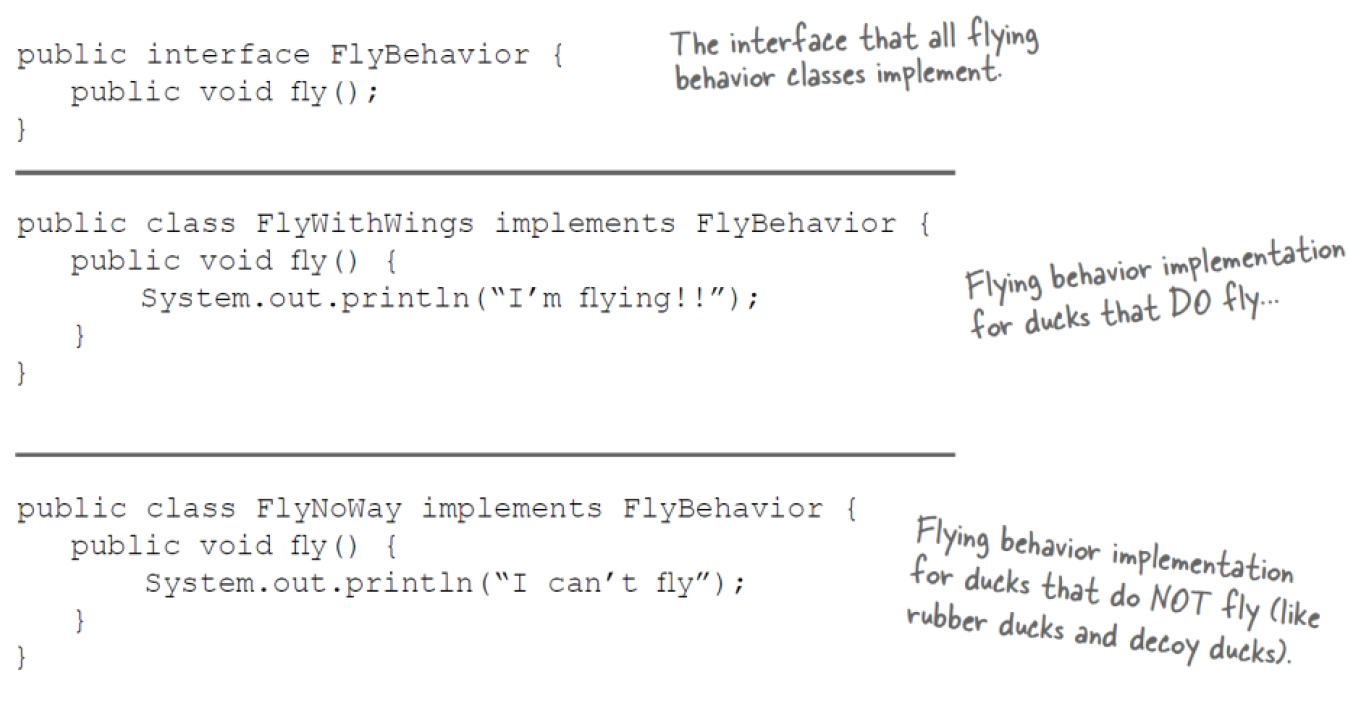 public interface FlyBehavior {
public void fly();
}
The interface that all flying
behavior classes implement.
public class FlyWithWings implements FlyBehavior {
public void fly() {
System.out.println(“I’m flying!!”);
}
}
Flying behavior implementation
for ducks that DO fly...
public class FlyNoWay implements FlyBehavior {
public void fly() {
System.out.println(“I can’t fly”);
}
}
Flying behavior implementation
for ducks that do NOT fly (like
rubber ducks and decoy ducks).